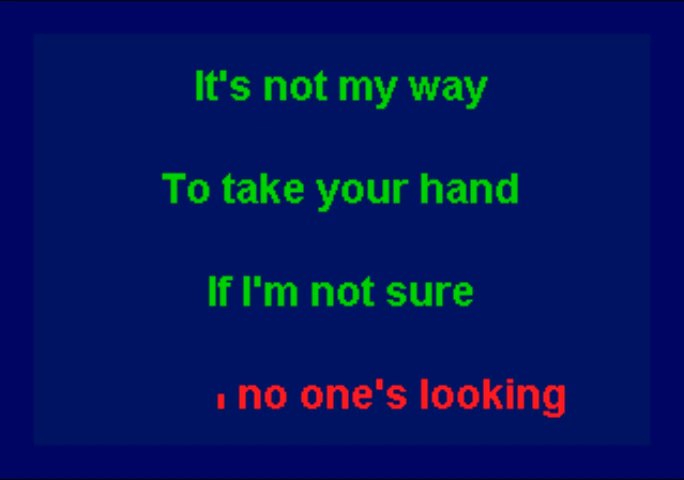 It's not my way
To take your hand
If I'm not sure
no one's looking